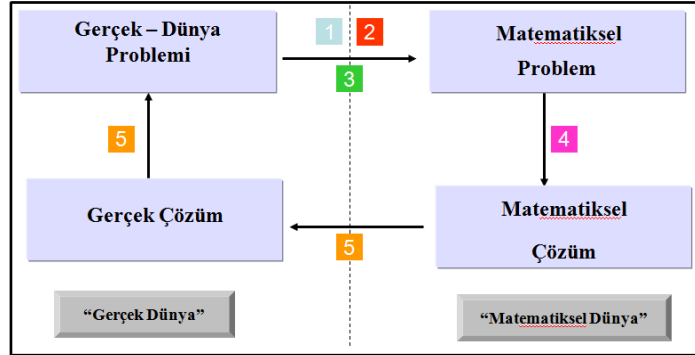 Gerçek – Dünya
Problemi
1
2
3
Matematiksel
Problem
5
4
Gerçek Çözüm
5
Matematiksel
Çözüm
“Gerçek Dünya”
“Matematiksel Dünya”